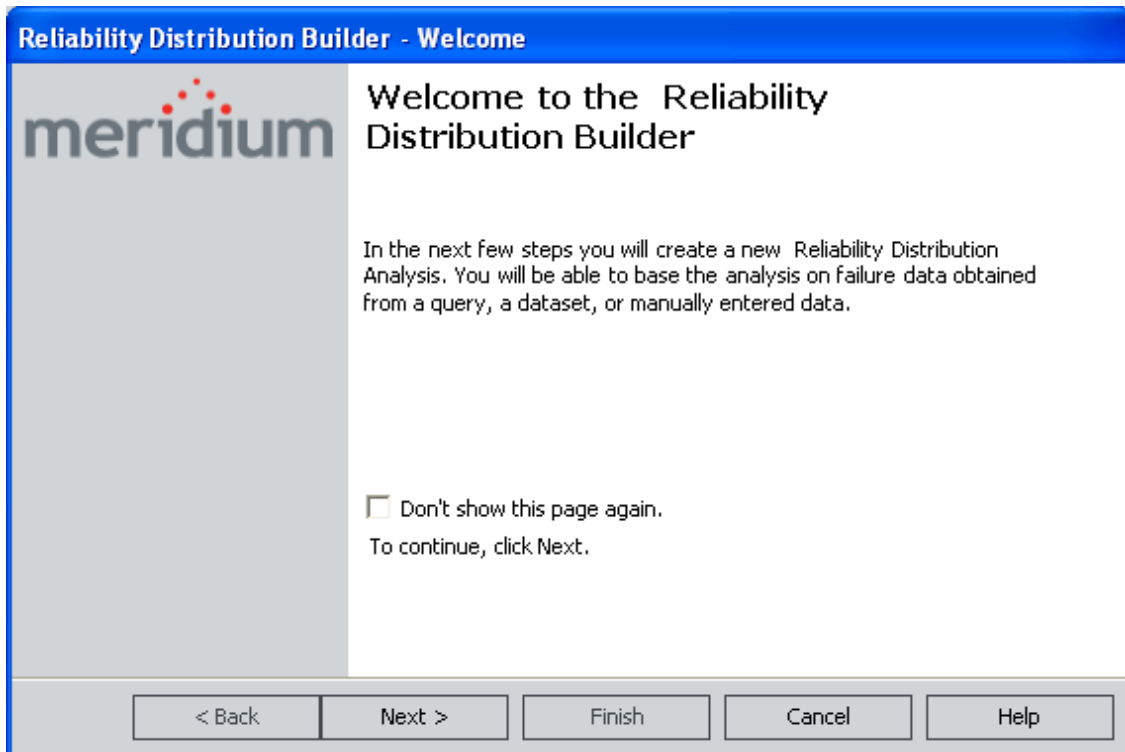 Reliability Distribution Builder - Welcome
meridium
Welcome to the Reliability
Distribution Builder
In the next few steps you will create a new Reliability Distribution
Analysis. You will be able to base the analysis on failure data obtained
from a query, a dataset, or manually entered data.
Don't show this page again.
To continue, click Next.
< Back
Next >
Finish
Cancel
Help